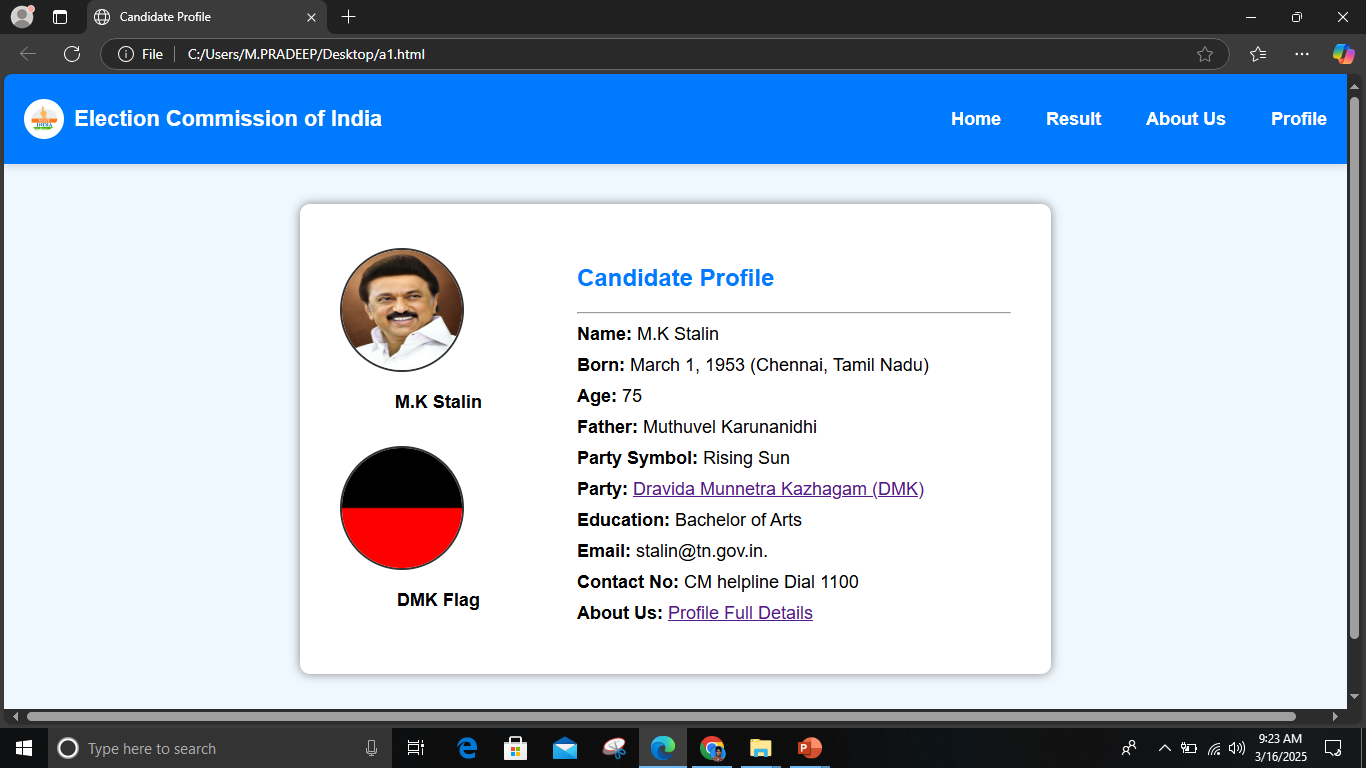 Candidate Profile
File
C:/Users/M.PRADEEP/Desktop/a1.html
INDIA
Election Commission of India
Home
Result
About Us
Profile
M.K Stalin
DMK Flag
Candidate Profile
Name: M.K Stalin
Born: March 1, 1953 (Chennai, Tamil Nadu)
Age: 75
Father: Muthuvel Karunanidhi
Party Symbol: Rising Sun
Party: Dravida Munnetra Kazhagam (DMK)
Education: Bachelor of Arts
Email: stalin@tn.gov.in.
Contact No: CM helpline Dial 1100
About Us: Profile Full Details
Type here to search
9:23 AM
3/16/2025